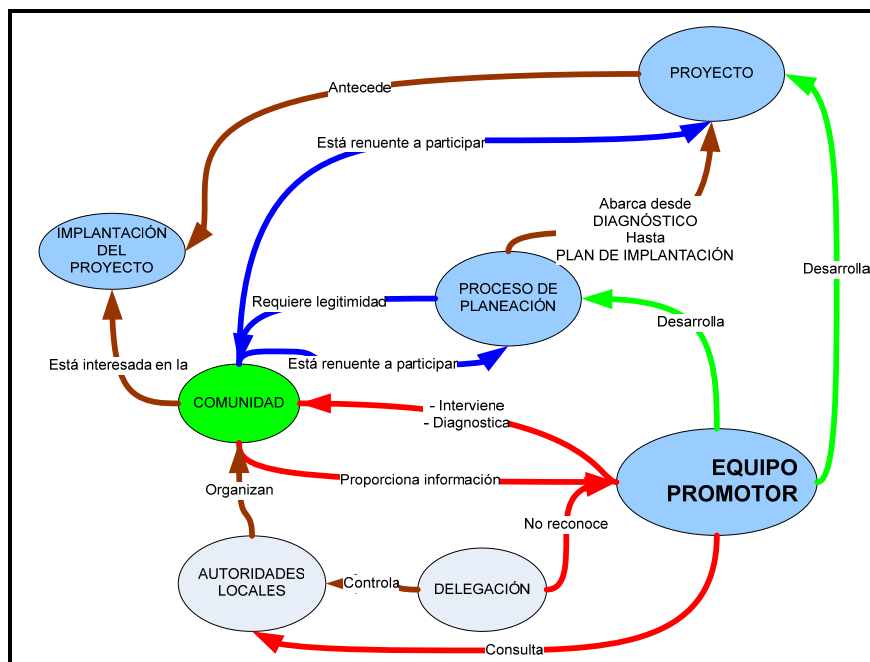 PROYECTO
Antecede
Está renuente a participar
Abarca desde
DIAGNÓSTICO
Hasta
PLAN DE IMPLANTACIÓN
IMPLANTACIÓN
DEL
PROYECTO
Desarrolla
PROCESO DE
PLANEACIÓN
Requiere legitimidad
Desarrolla
Está interesada en la
Está renuente a participar
COMUNIDAD
- Interviene
- Diagnostica
EQUIPO
PROMOTOR
Proporciona información
Organizan
No reconoce
AUTORIDADES
LOCALES
Controla
DELEGACIÓN
Consulta